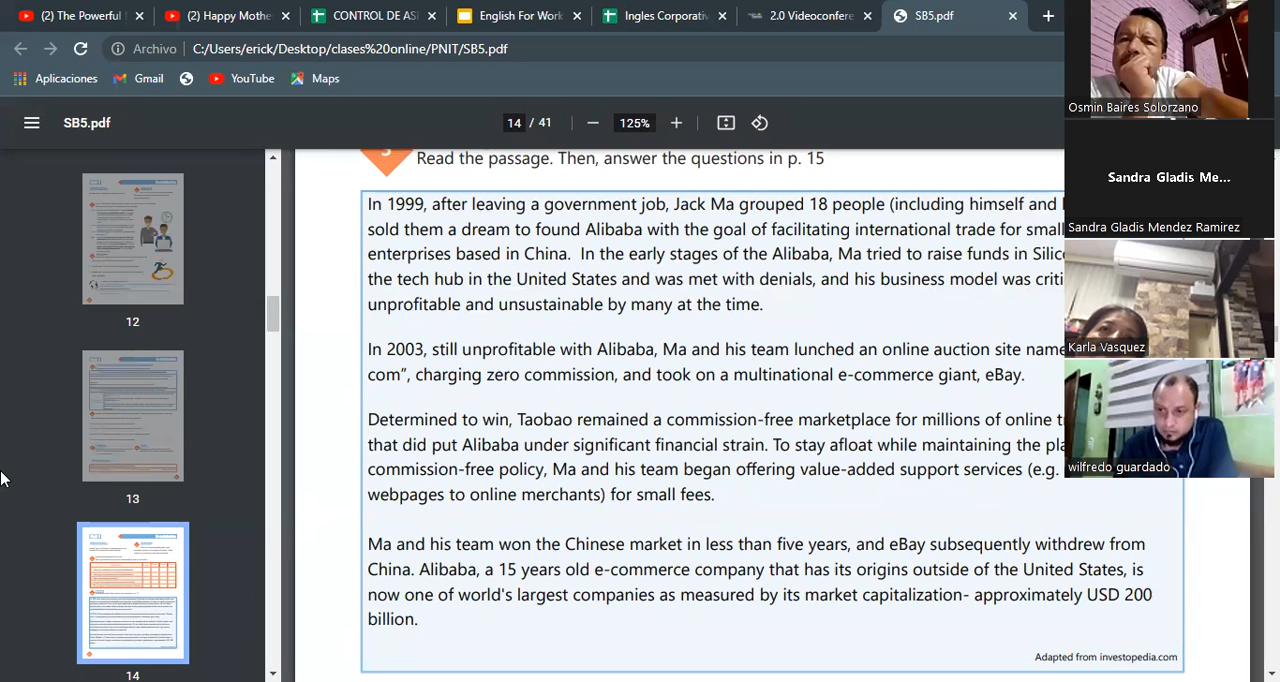 (2) The Powerful
(2) Happy Mothe
CONTROL DE AS
English For Work
Ingles Corporativ
2.0 Videoconfere
SB5.pdf
Archivo
C:/Users/erick/Desktop/clases%20online/PNIT/SB5.pdf
Aplicaciones
Gmail
YouTube
Maps
SB5.pdf
14 / 41
125%
12
13
14
Read the passage. Then, answer the questions in p. 15
In 1999, after leaving a government job, Jack Ma grouped 18 people (including himself and
sold them a dream to found Alibaba with the goal of facilitating international trade for small
enterprises based in China. In the early stages of the Alibaba, Ma tried to raise funds in Silic
the tech hub in the United States and was met with denials, and his business model was criti
unprofitable and unsustainable by many at the time.
In 2003, still unprofitable with Alibaba, Ma and his team lunched an online auction site name
com”, charging zero commission, and took on a multinational e-commerce giant, eBay.
Determined to win, Taobao remained a commission-free marketplace for millions of online t
that did put Alibaba under significant financial strain. To stay afloat while maintaining the pla
commission-free policy, Ma and his team began offering value-added support services (e.g.
webpages to online merchants) for small fees.
Ma and his team won the Chinese market in less than five years, and eBay subsequently withdrew from
China. Alibaba, a 15 years old e-commerce company that has its origins outside of the United States, is
now one of world's largest companies as measured by its market capitalization- approximately USD 200
billion.
Adapted from investopedia.com
Osmin Baires Solorzano
Sandra Gladis Me...
Sandra Gladis Mendez Ramirez
Karla Vasquez
wilfredo guardado